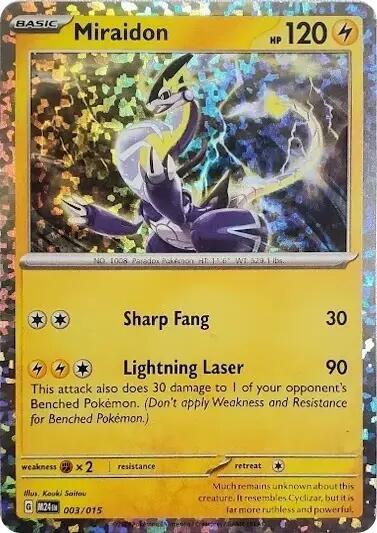 BASIC
Miraidon
HP 120
NO. 1008 Paradox Pokémon HT: 11'6" WT: 529.1 lbs.
Sharp Fang 30
Lightning Laser 90
This attack also does 30 damage to 1 of your opponent's
Benched Pokémon. (Don't apply Weakness and Resistance
for Benched Pokémon.)
weakness × 2 resistance retreat
Illus. Kouki Saitou
G M24 EN 003/015
Much remains unknown about this
creature. It resembles Cyclizar, but it is
far more ruthless and powerful.